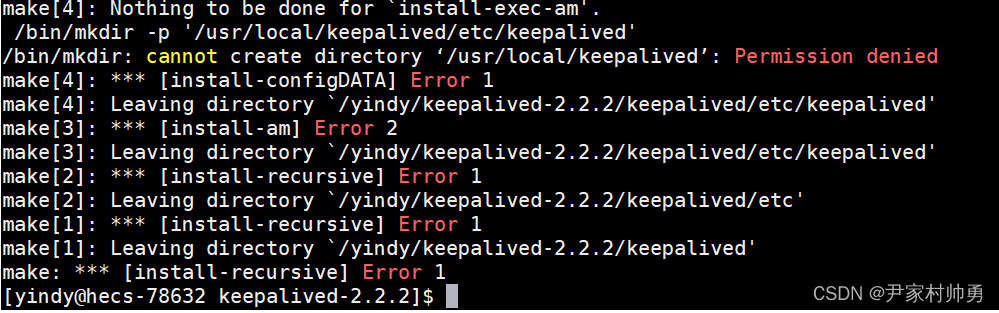 make[4]: Nothing to be done for `install-exec-am'.
 /bin/mkdir -p '/usr/local/keepalived/etc/keepalived'
/bin/mkdir: cannot create directory ‘/usr/local/keepalived’: Permission denied
make[4]: *** [install-configDATA] Error 1
make[4]: Leaving directory `/yindy/keepalived-2.2.2/keepalived/etc/keepalived'
make[3]: *** [install-am] Error 2
make[3]: Leaving directory `/yindy/keepalived-2.2.2/keepalived/etc/keepalived'
make[2]: *** [install-recursive] Error 1
make[2]: Leaving directory `/yindy/keepalived-2.2.2/keepalived/etc'
make[1]: *** [install-recursive] Error 1
make[1]: Leaving directory `/yindy/keepalived-2.2.2/keepalived'
make: *** [install-recursive] Error 1
[yindy@hecs-78632 keepalived-2.2.2]$
CSDN @尹家村帅勇